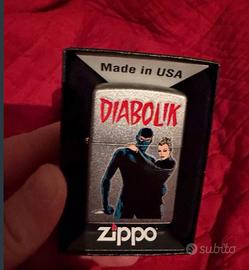 Made in USA
DIABOLIK
zippo
subito